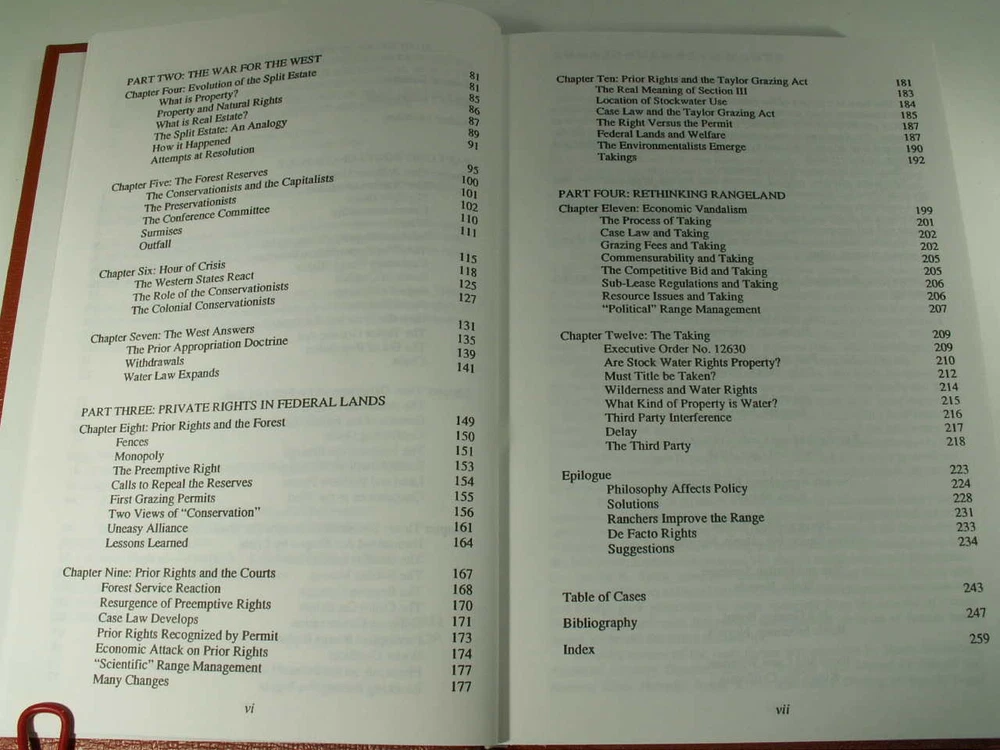 PART TWO: THE WAR FOR THE WEST
Chapter Four: Evolution of the Split Estate 81
What is Property? 81
Property and Natural Rights 85
What is Real Estate? 86
The Split Estate: An Analogy 87
How it Happened 89
Attempts at Resolution 91
Chapter Five: The Forest Reserves 95
The Conservationists and the Capitalists 100
The Preservationists 101
The Conference Committee 102
Surmises 110
Outfall 111
Chapter Six: Hour of Crisis 115
The Western States React 118
The Role of the Conservationists 125
The Colonial Conservationists 127
Chapter Seven: The West Answers 131
The Prior Appropriation Doctrine 135
Withdrawals 139
Water Law Expands 141
PART THREE: PRIVATE RIGHTS IN FEDERAL LANDS
Chapter Eight: Prior Rights and the Forest 149
Fences 150
Monopoly 151
The Preemptive Right 153
Calls to Repeal the Reserves 154
First Grazing Permits 155
Two Views of “Conservation” 156
Uneasy Alliance 161
Lessons Learned 164
Chapter Nine: Prior Rights and the Courts 167
Forest Service Reaction 168
Resurgence of Preemptive Rights 170
Case Law Develops 171
Prior Rights Recognized by Permit 173
Economic Attack on Prior Rights 174
“Scientific” Range Management 177
Many Changes 177
vi
Chapter Ten: Prior Rights and the Taylor Grazing Act 181
The Real Meaning of Section III 183
Location of Stockwater Use 184
Case Law and the Taylor Grazing Act 185
The Right Versus the Permit 187
Federal Lands and Welfare 187
The Environmentalists Emerge 190
Takings 192
PART FOUR: RETHINKING RANGELAND
Chapter Eleven: Economic Vandalism 199
The Process of Taking 201
Case Law and Taking 202
Grazing Fees and Taking 202
Commensurability and Taking 205
The Competitive Bid and Taking 205
Sub-Lease Regulations and Taking 206
Resource Issues and Taking 206
“Political” Range Management 207
Chapter Twelve: The Taking 209
Executive Order No. 12630 209
Are Stock Water Rights Property? 210
Must Title be Taken? 212
Wilderness and Water Rights 214
What Kind of Property is Water? 215
Third Party Interference 216
Delay 217
The Third Party 218
Epilogue 223
Philosophy Affects Policy 224
Solutions 228
Ranchers Improve the Range 231
De Facto Rights 233
Suggestions 234
Table of Cases 243
Bibliography 247
Index 259
vii